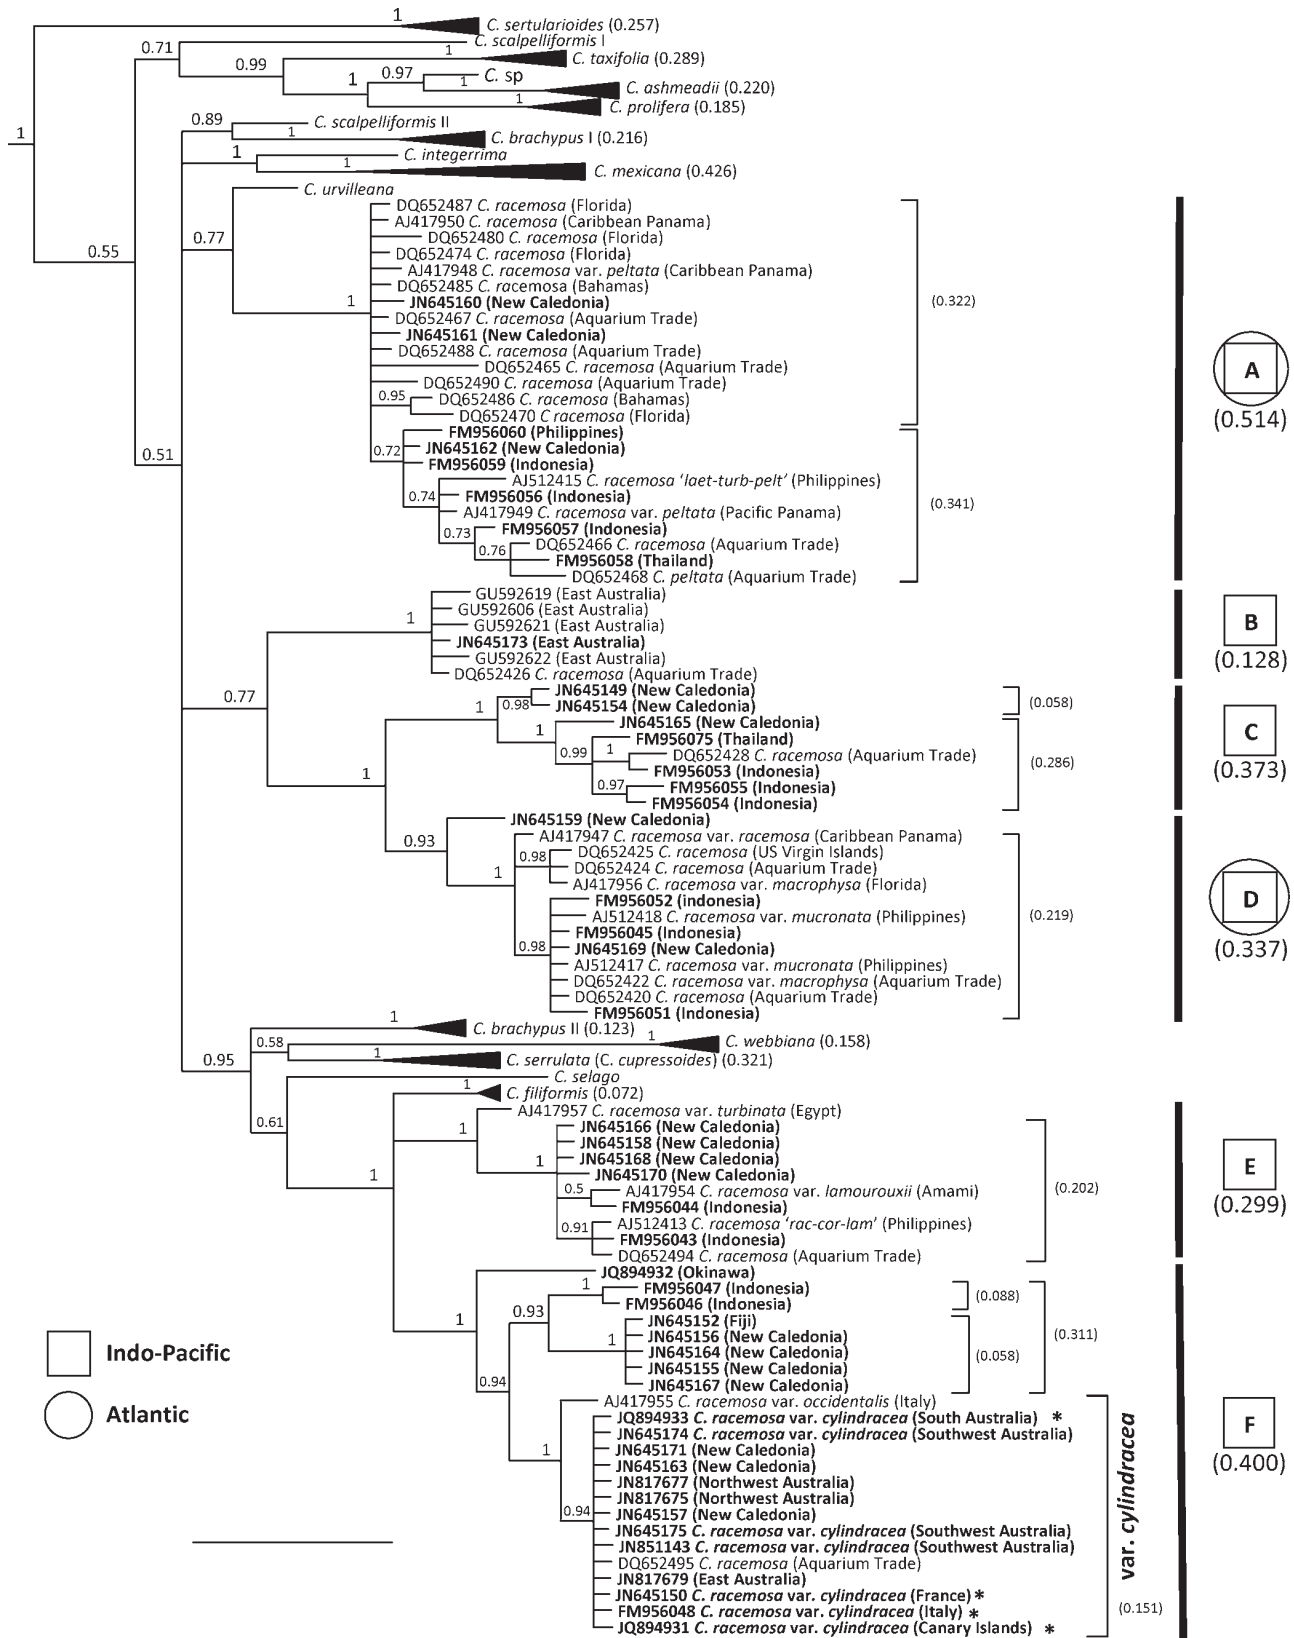 1
C. sertularioides (0.257)
0.71
C. scalpelliformis I
0.99
1
C. taxifolia (0.289)
1
0.97
C. sp
1
C. ashmeadii (0.220)
1
C. prolifera (0.185)
1
0.89
C. scalpelliformis II
1
C. brachypus I (0.216)
1
C. integerrima
1
C. mexicana (0.426)
C. urvilleana
0.55
0.77
DQ652487 C. racemosa (Florida)
AJ417950 C. racemosa (Caribbean Panama)
DQ652480 C. racemosa (Florida)
DQ652474 C. racemosa (Florida)
AJ417948 C. racemosa var. peltata (Caribbean Panama)
DQ652485 C. racemosa (Bahamas)
1
JN645160 (New Caledonia)
(0.322)
DQ652467 C. racemosa (Aquarium Trade)
JN645161 (New Caledonia)
DQ652488 C. racemosa (Aquarium Trade)
DQ652465 C. racemosa (Aquarium Trade)
A
DQ652490 C. racemosa (Aquarium Trade)
0.95
DQ652486 C. racemosa (Bahamas)
DQ652470 C racemosa (Florida)
(0.514)
FM956060 (Philippines)
0.72
JN645162 (New Caledonia)
0.51
FM956059 (Indonesia)
AJ512415 C. racemosa 'laet-turb-pelt' (Philippines)
0.74
FM956056 (Indonesia)
(0.341)
AJ417949 C. racemosa var. peltata (Pacific Panama)
0.73
FM956057 (Indonesia)
0.76
DQ652466 C. racemosa (Aquarium Trade)
FM956058 (Thailand)
DQ652468 C. peltata (Aquarium Trade)
GU592619 (East Australia)
GU592606 (East Australia)
1
GU592621 (East Australia)
B
JN645173 (East Australia)
GU592622 (East Australia)
(0.128)
DQ652426 C. racemosa (Aquarium Trade)
0.77
JN645149 (New Caledonia)
1
0.98
JN645154 (New Caledonia)
(0.058)
JN645165 (New Caledonia)
1
FM956075 (Thailand)
C
0.99
1
DQ652428 C. racemosa (Aquarium Trade)
(0.286)
1
FM956053 (Indonesia)
(0.373)
0.97
FM956055 (Indonesia)
FM956054 (Indonesia)
JN645159 (New Caledonia)
0.93
AJ417947 C. racemosa var. racemosa (Caribbean Panama)
0.98
DQ652425 C. racemosa (US Virgin Islands)
1
DQ652424 C. racemosa (Aquarium Trade)
AJ417956 C. racemosa var. macrophysa (Florida)
FM956052 (indonesia)
D
AJ512418 C. racemosa var. mucronata (Philippines)
(0.219)
FM956045 (Indonesia)
0.98
JN645169 (New Caledonia)
(0.337)
AJ512417 C. racemosa var. mucronata (Philippines)
DQ652422 C. racemosa var. macrophysa (Aquarium Trade)
DQ652420 C. racemosa (Aquarium Trade)
FM956051 (Indonesia)
1
C. brachypus II (0.123)
0.58
1
C. webbiana (0.158)
0.95
1
C. serrulata (C. cupressoides) (0.321)
C. selago
1
C. filiformis (0.072)
0.61
AJ417957 C. racemosa var. turbinata (Egypt)
1
JN645166 (New Caledonia)
JN645158 (New Caledonia)
1
1
JN645168 (New Caledonia)
E
JN645170 (New Caledonia)
0.5
AJ417954 C. racemosa var. lamourouxii (Amami)
(0.202)
FM956044 (Indonesia)
(0.299)
0.91
AJ512413 C. racemosa 'rac-cor-lam' (Philippines)
FM956043 (Indonesia)
DQ652494 C. racemosa (Aquarium Trade)
JQ894932 (Okinawa)
1
FM956047 (Indonesia)
(0.088)
0.93
FM956046 (Indonesia)
1
JN645152 (Fiji)
1
JN645156 (New Caledonia)
(0.311)
Indo-Pacific
JN645164 (New Caledonia)
(0.058)
JN645155 (New Caledonia)
0.94
JN645167 (New Caledonia)
Atlantic
AJ417955 C. racemosa var. occidentalis (Italy)
JQ894933 C. racemosa var. cylindracea (South Australia) *
F
JN645174 C. racemosa var. cylindracea (Southwest Australia)
1
JN645171 (New Caledonia)
JN645163 (New Caledonia)
(0.400)
JN817677 (Northwest Australia)
JN817675 (Northwest Australia)
var. cylindracea
0.94
JN645157 (New Caledonia)
JN645175 C. racemosa var. cylindracea (Southwest Australia)
JN851143 C. racemosa var. cylindracea (Southwest Australia)
DQ652495 C. racemosa (Aquarium Trade)
JN817679 (East Australia)
JN645150 C. racemosa var. cylindracea (France) *
FM956048 C. racemosa var. cylindracea (Italy) *
(0.151)
JQ894931 C. racemosa var. cylindracea (Canary Islands) *